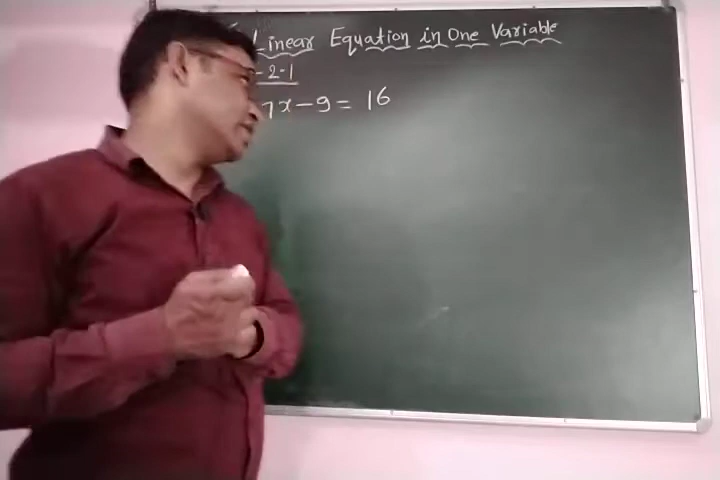 Linear Equation in One Variable
- 2.1
7x - 9 = 16